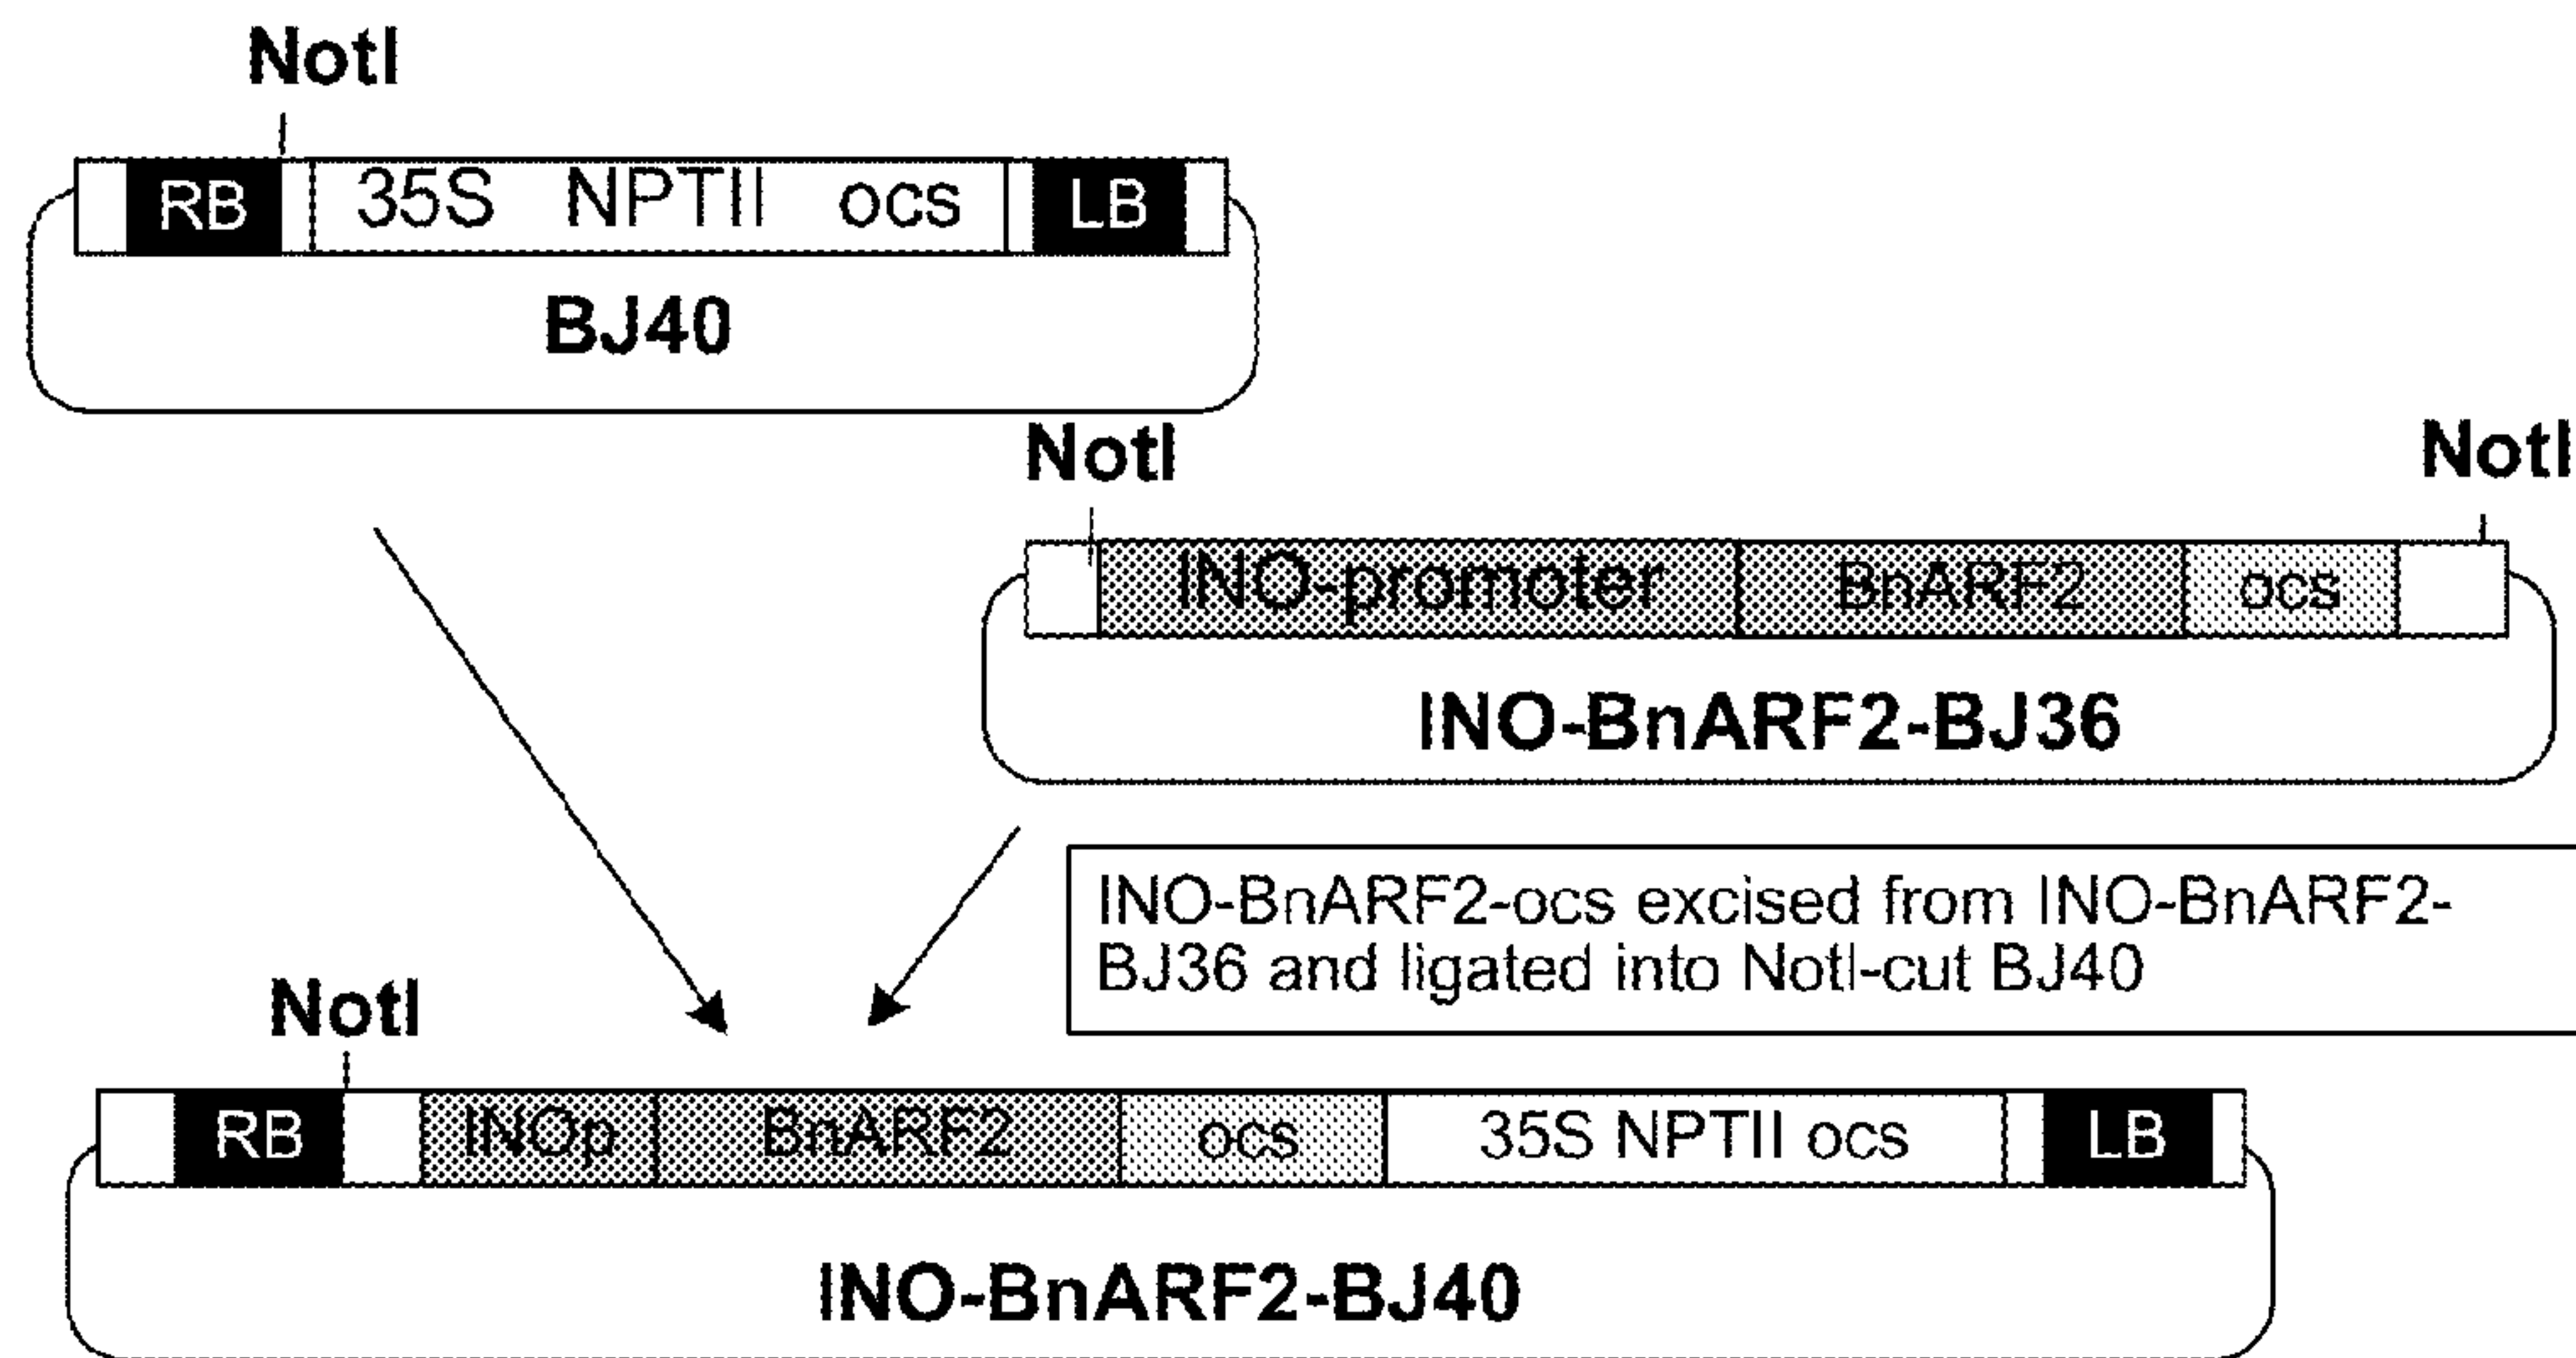 NotI
RB 35S NPTII ocs LB
BJ40
NotI NotI
INO-promoter BnARF2 ocs
INO-BnARF2-BJ36
INO-BnARF2-ocs excised from INO-BnARF2-
BJ36 and ligated into NotI-cut BJ40
NotI
RB INOp BnARF2 ocs 35S NPTII ocs LB
INO-BnARF2-BJ40